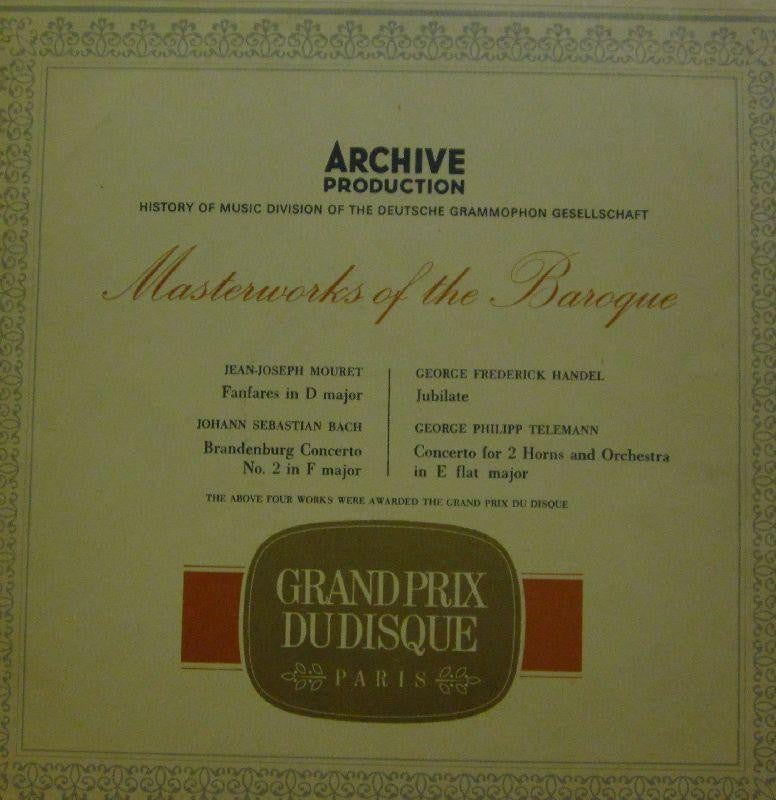 ARCHIVE
PRODUCTION
HISTORY OF MUSIC DIVISION OF THE DEUTSCHE GRAMMOPHON GESELLSCHAFT
Masterworks of the Baroque
JEAN-JOSEPH MOURET
Fanfares in D major
JOHANN SEBASTIAN BACH
Brandenburg Concerto
No. 2 in F major
GEORGE FREDERICK HANDEL
Jubilate
GEORGE PHILIPP TELEMANN
Concerto for 2 Horns and Orchestra
in E flat major
THE ABOVE FOUR WORKS WERE AWARDED THE GRAND PRIX DU DISQUE
GRAND PRIX
DU DISQUE
PARIS